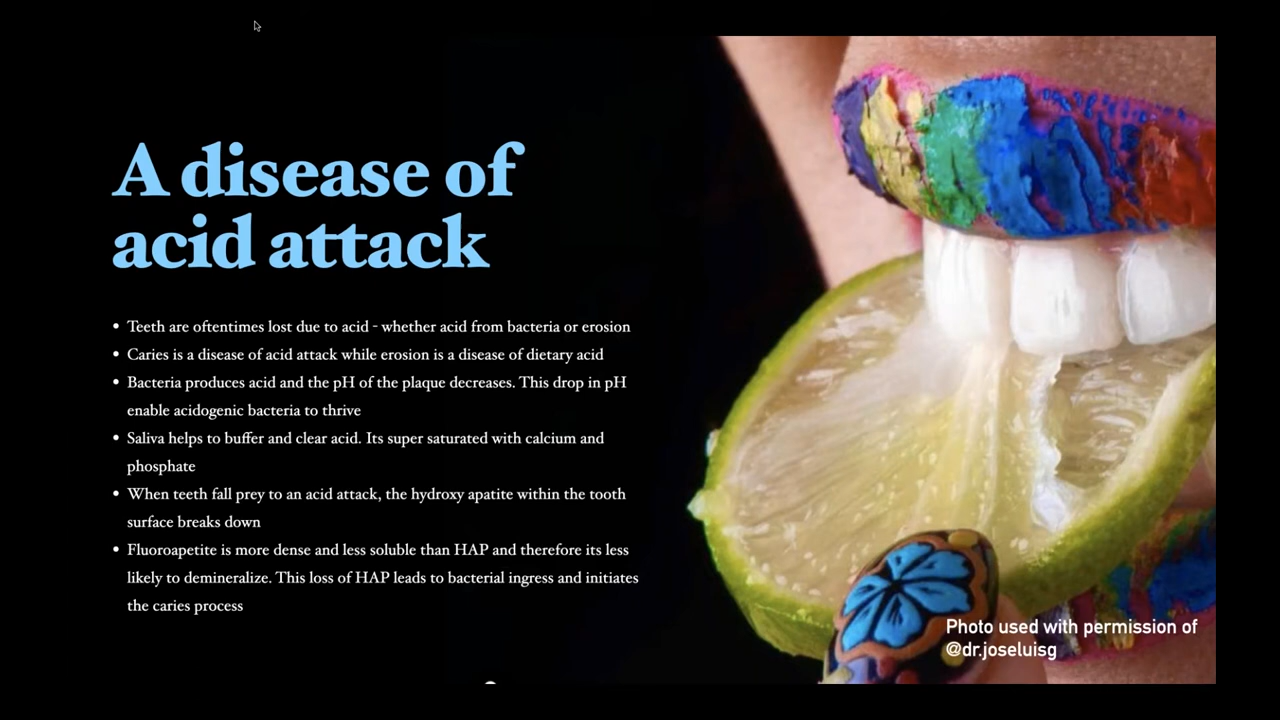 A disease of
acid attack
• Teeth are oftentimes lost due to acid - whether acid from bacteria or erosion
• Caries is a disease of acid attack while erosion is a disease of dietary acid
• Bacteria produces acid and the pH of the plaque decreases. This drop in pH
enable acidogenic bacteria to thrive
• Saliva helps to buffer and clear acid. Its super saturated with calcium and
phosphate
• When teeth fall prey to an acid attack, the hydroxy apatite within the tooth
surface breaks down
• Fluoroapetite is more dense and less soluble than HAP and therefore its less
likely to demineralize. This loss of HAP leads to bacterial ingress and initiates
the caries process
Photo used with permission of
@dr.joseluisg